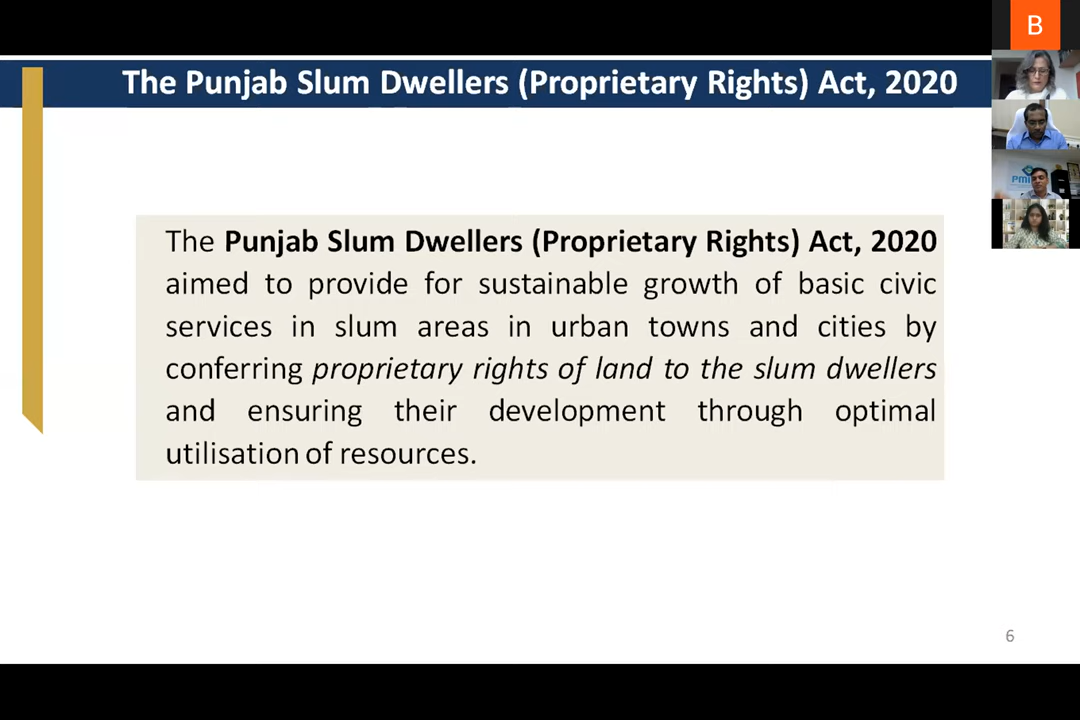 The Punjab Slum Dwellers (Proprietary Rights) Act, 2020
B
The Punjab Slum Dwellers (Proprietary Rights) Act, 2020
aimed to provide for sustainable growth of basic civic
services in slum areas in urban towns and cities by
conferring proprietary rights of land to the slum dwellers
and ensuring their development through optimal
utilisation of resources.
6